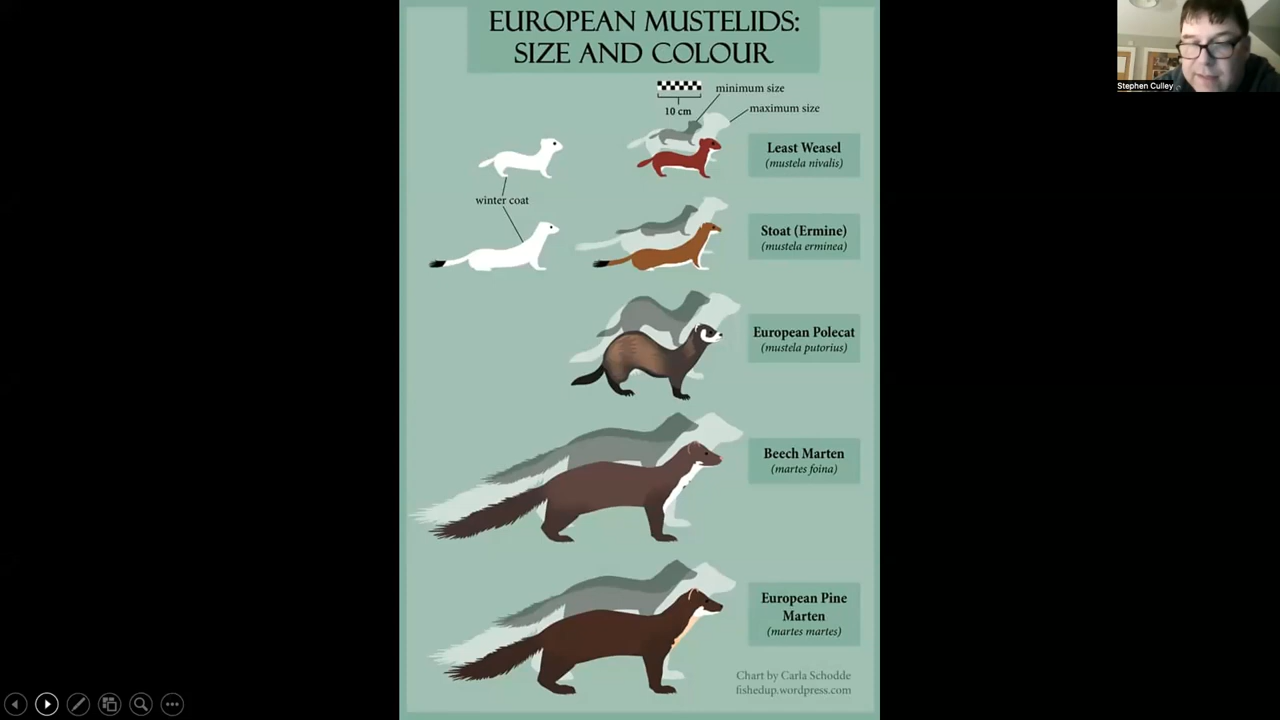 EUROPEAN MUSTELIDS:
SIZE AND COLOUR
Stephen Culley
minimum size
maximum size
10 cm
Least Weasel
(mustela nivalis)
winter coat
Stoat (Ermine)
(mustela erminea)
European Polecat
(mustela putorius)
Beech Marten
(martes foina)
European Pine
Marten
(martes martes)
Chart by Carla Schodde
fishedup.wordpress.com